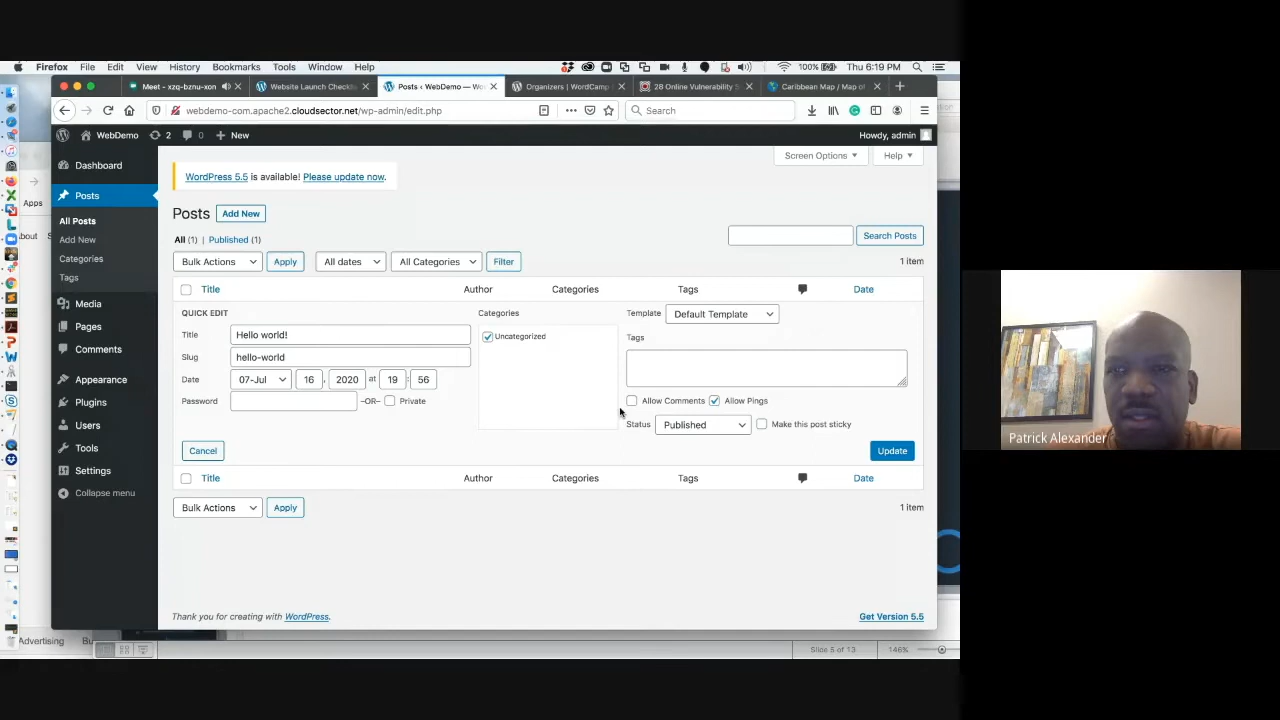 Firefox File Edit View History Bookmarks Tools Window Help 100% Thu 6:19 PM
Meet - xzq-bznu-xon Website Launch Checkli Posts ‹ WebDemo — Wo Organizers | WordCamp 28 Online Vulnerability S Caribbean Map / Map of
webdemo-com.apache2.cloudsector.net/wp-admin/edit.php Search
WebDemo 2 0 New Howdy, admin
Screen Options Help
Dashboard
Posts
All Posts
Add New
Categories
Tags
Media
Pages
Comments
Appearance
Plugins
Users
Tools
Settings
Collapse menu
WordPress 5.5 is available! Please update now.
Posts Add New
All (1) | Published (1) Search Posts
Bulk Actions Apply All dates All Categories Filter 1 item
Title Author Categories Tags Date
QUICK EDIT Categories Template Default Template
Title Hello world! Uncategorized Tags
Slug hello-world
Date 07-Jul 16 , 2020 at 19 : 56
Password –OR– Private Allow Comments Allow Pings
Status Published Make this post sticky
Cancel Update
Title Author Categories Tags Date
Bulk Actions Apply 1 item
Thank you for creating with WordPress. Get Version 5.5
Apps
bout
Advertising Bu
Slide 5 of 13 146%
Patrick Alexander